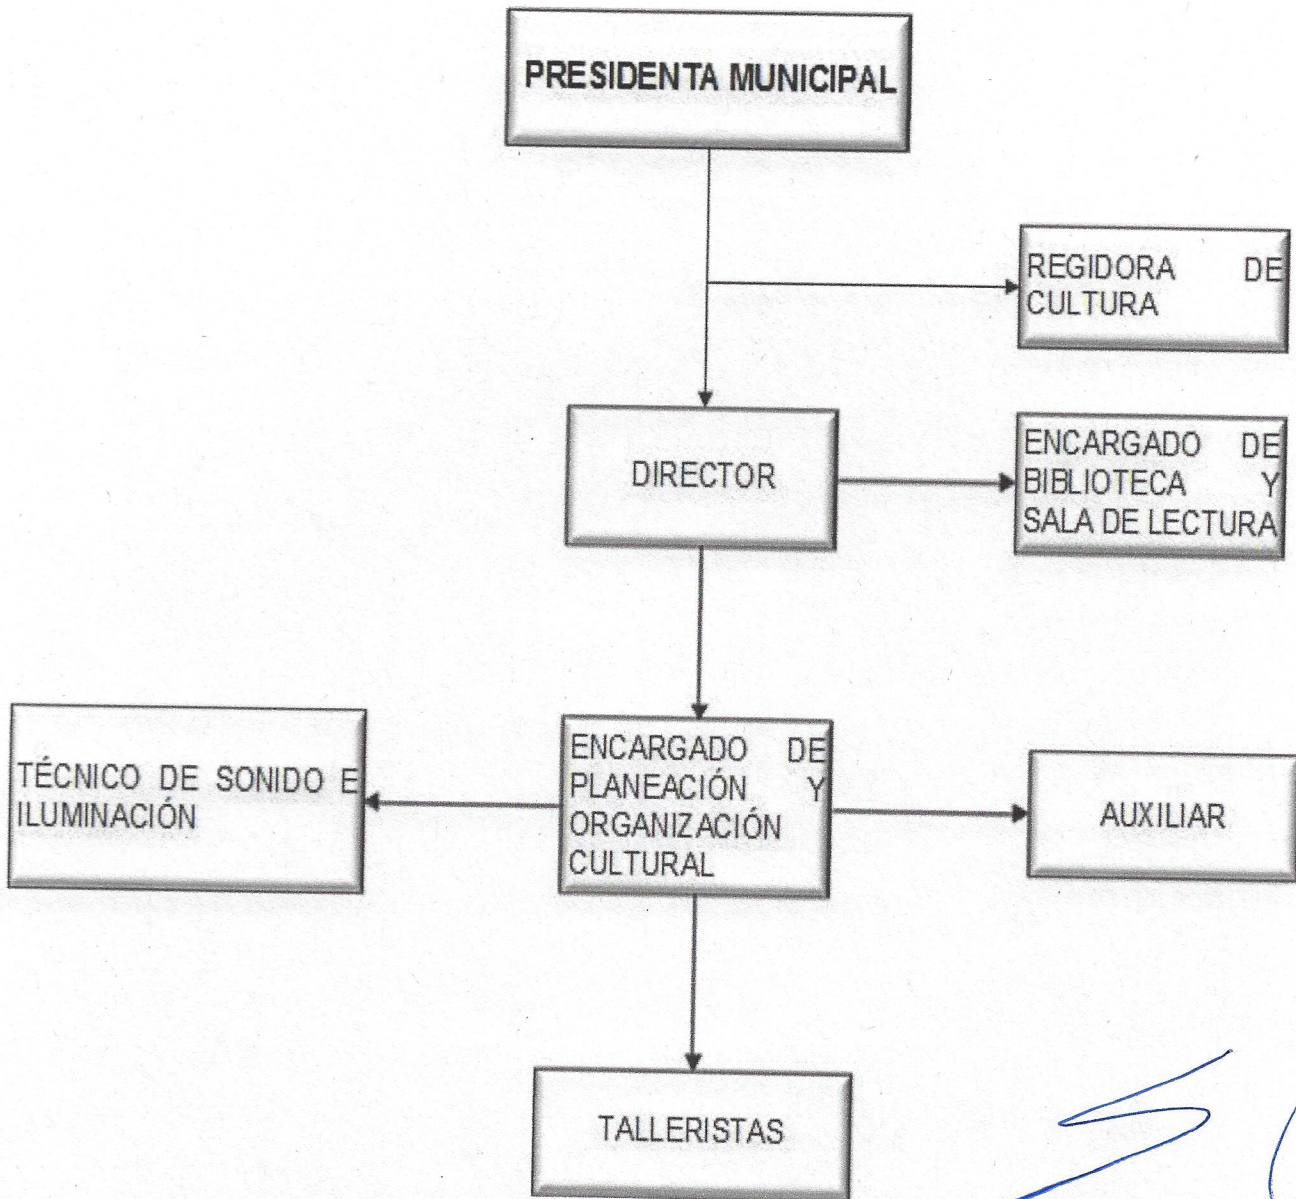 PRESIDENTA MUNICIPAL
REGIDORA DE
CULTURA
DIRECTOR
ENCARGADO DE
BIBLIOTECA Y
SALA DE LECTURA
TÉCNICO DE SONIDO E
ILUMINACIÓN
ENCARGADO DE
PLANEACIÓN Y
ORGANIZACIÓN
CULTURAL
AUXILIAR
TALLERISTAS